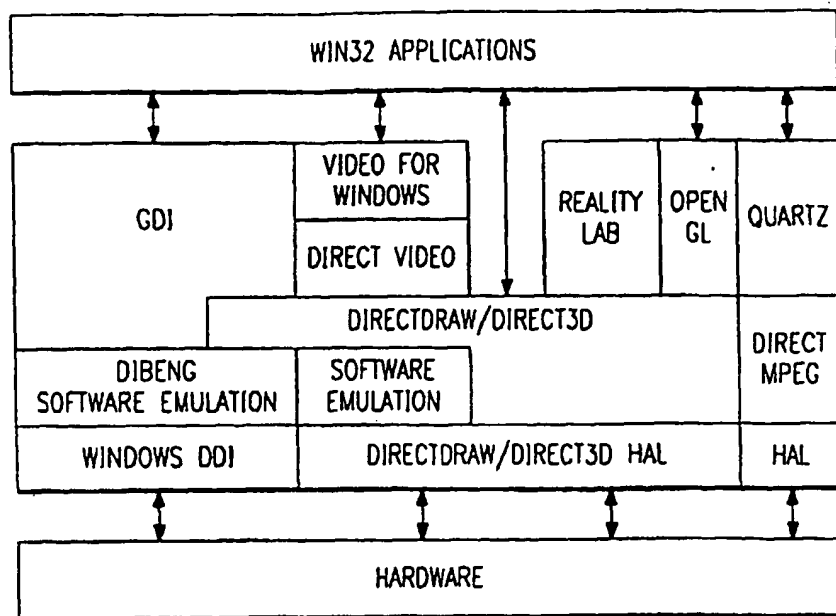 WIN32 APPLICATIONS
GDI
VIDEO FOR
WINDOWS
DIRECT VIDEO
REALITY
LAB
OPEN
GL
QUARTZ
DIRECTDRAW/DIRECT3D
DIBENG
SOFTWARE EMULATION
SOFTWARE
EMULATION
DIRECT
MPEG
WINDOWS DDI
DIRECTDRAW/DIRECT3D HAL
HAL
HARDWARE